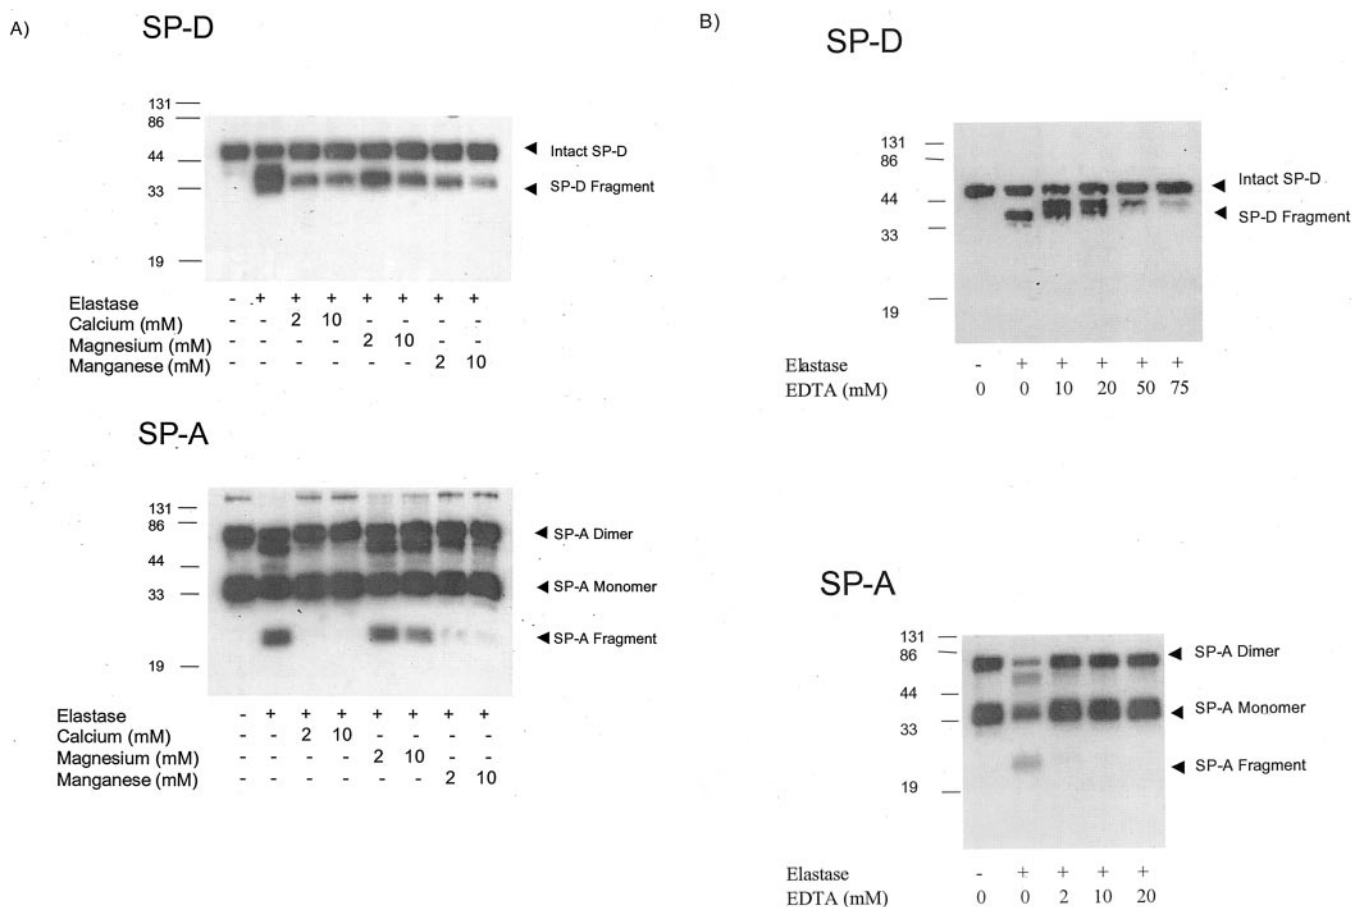 A)
SP-D
131
86
44
33
19
Intact SP-D
SP-D Fragment
Elastase - + + + + + + +
Calcium (mM) - - 2 10 - - - -
Magnesium (mM) - - - - 2 10 - -
Manganese (mM) - - - - - - 2 10
SP-A
131
86
44
33
19
SP-A Dimer
SP-A Monomer
SP-A Fragment
Elastase - + + + + + + +
Calcium (mM) - - 2 10 - - - -
Magnesium (mM) - - - - 2 10 - -
Manganese (mM) - - - - - - 2 10
B)
SP-D
131
86
44
33
19
Intact SP-D
SP-D Fragment
Elastase - + + + + +
EDTA (mM) 0 0 10 20 50 75
SP-A
131
86
44
33
19
SP-A Dimer
SP-A Monomer
SP-A Fragment
Elastase - + + + +
EDTA (mM) 0 0 2 10 20